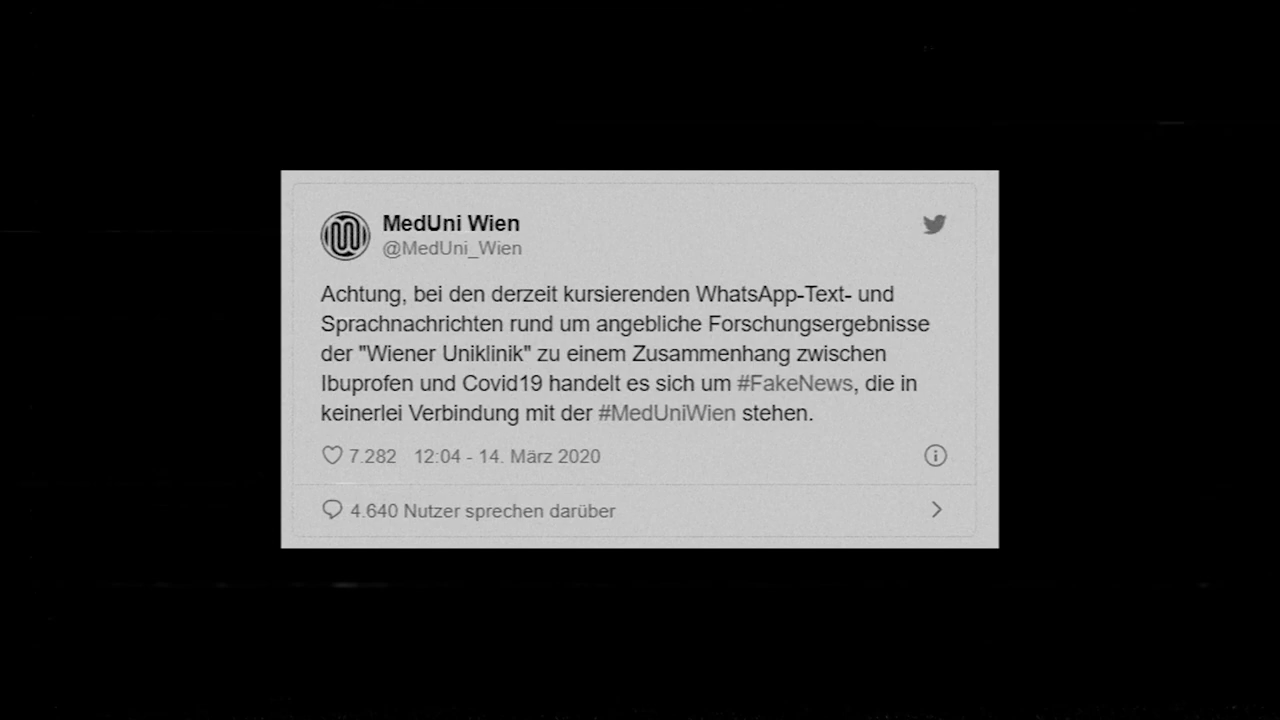 MedUni Wien
@MedUni_Wien
Achtung, bei den derzeit kursierenden WhatsApp-Text- und
Sprachnachrichten rund um angebliche Forschungsergebnisse
der "Wiener Uniklinik" zu einem Zusammenhang zwischen
Ibuprofen und Covid19 handelt es sich um #FakeNews, die in
keinerlei Verbindung mit der #MedUniWien stehen.
7.282 12:04 - 14. März 2020
4.640 Nutzer sprechen darüber